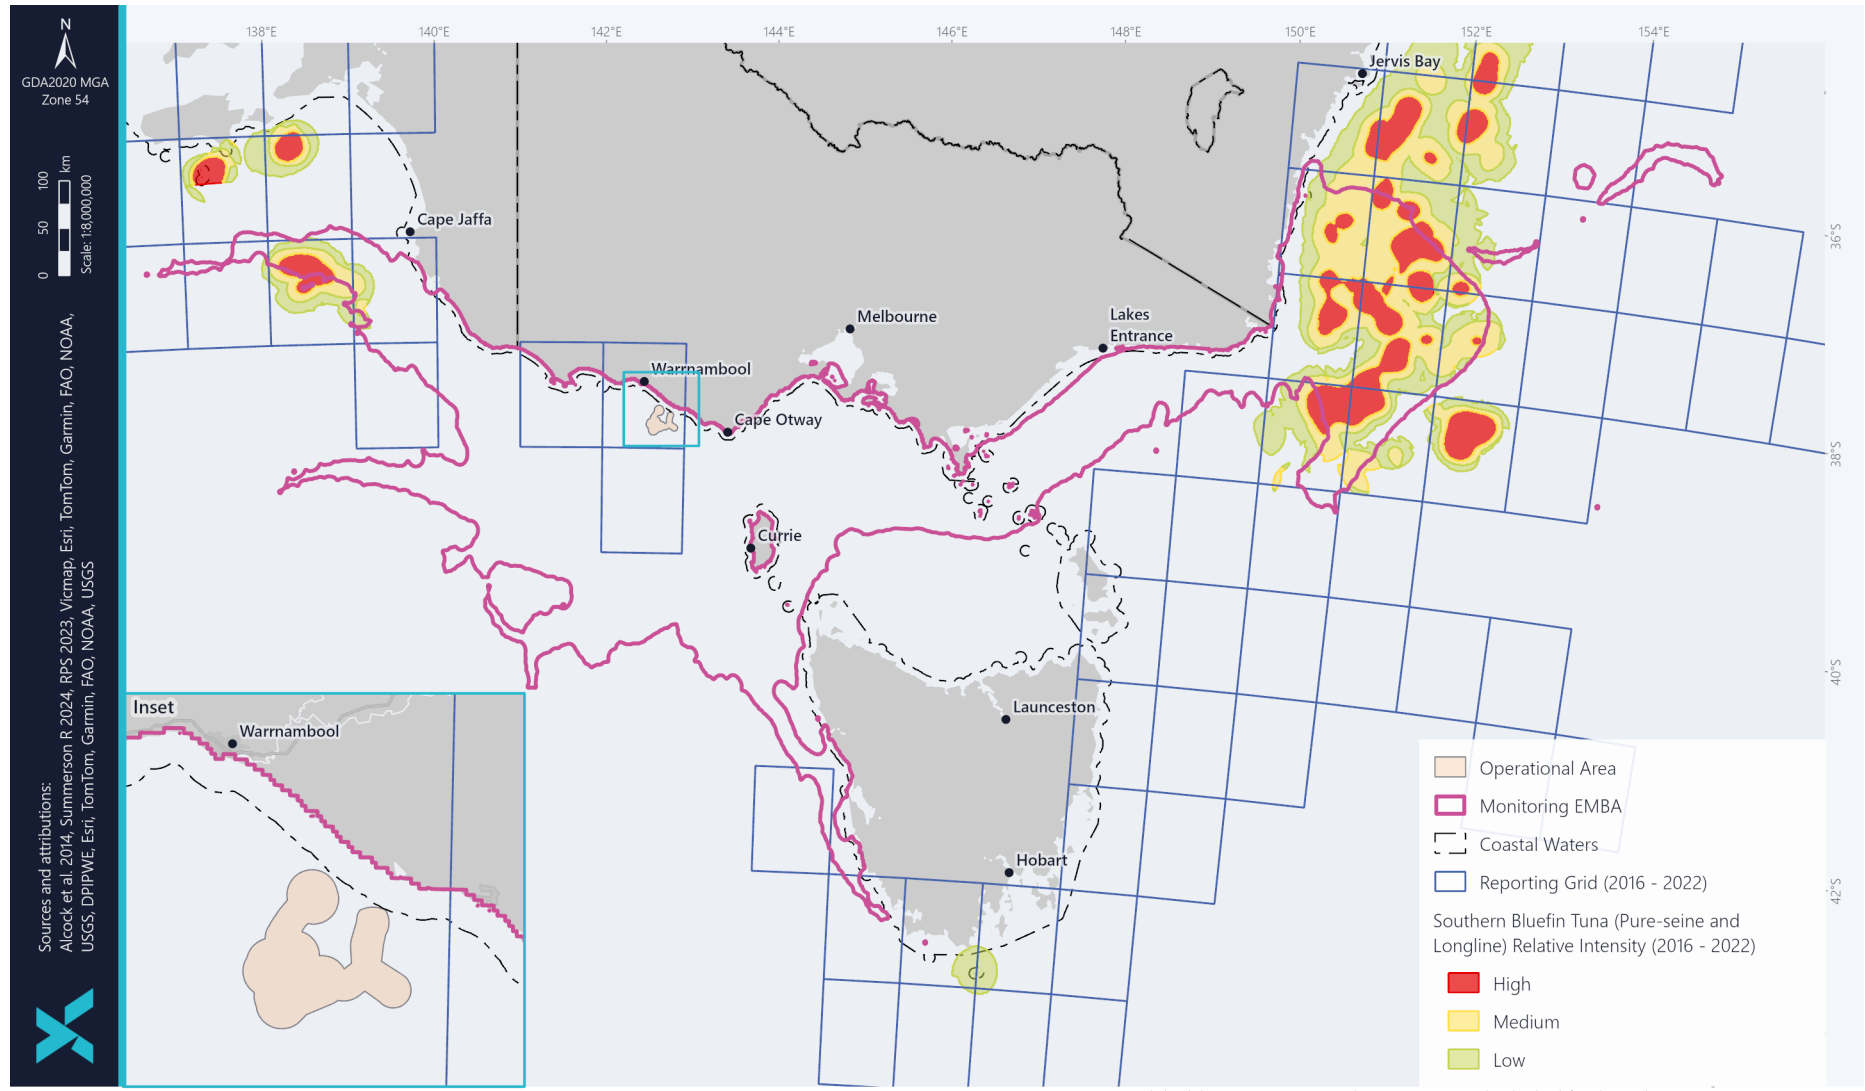 N
GDA2020 MGA
Zone 54
0 50 100
km
Scale: 1:8,000,000
Sources and attributions:
Alcock et al. 2014, Summerson R 2024, RPS 2023, Vicmap, Esri, TomTom, Garmin, FAO, NOAA,
USGS, DPIPWE, Esri, TomTom, Garmin, FAO, NOAA, USGS
138°E
140°E
142°E
144°E
146°E
148°E
150°E
152°E
154°E
36°S
38°S
40°S
42°S
Jervis Bay
Cape Jaffa
Melbourne
Lakes
Entrance
Warrnambool
Cape Otway
Currie
Launceston
Hobart
Inset
Warrnambool
Operational Area
Monitoring EMBA
Coastal Waters
Reporting Grid (2016 - 2022)
Southern Bluefin Tuna (Pure-seine and
Longline) Relative Intensity (2016 - 2022)
High
Medium
Low